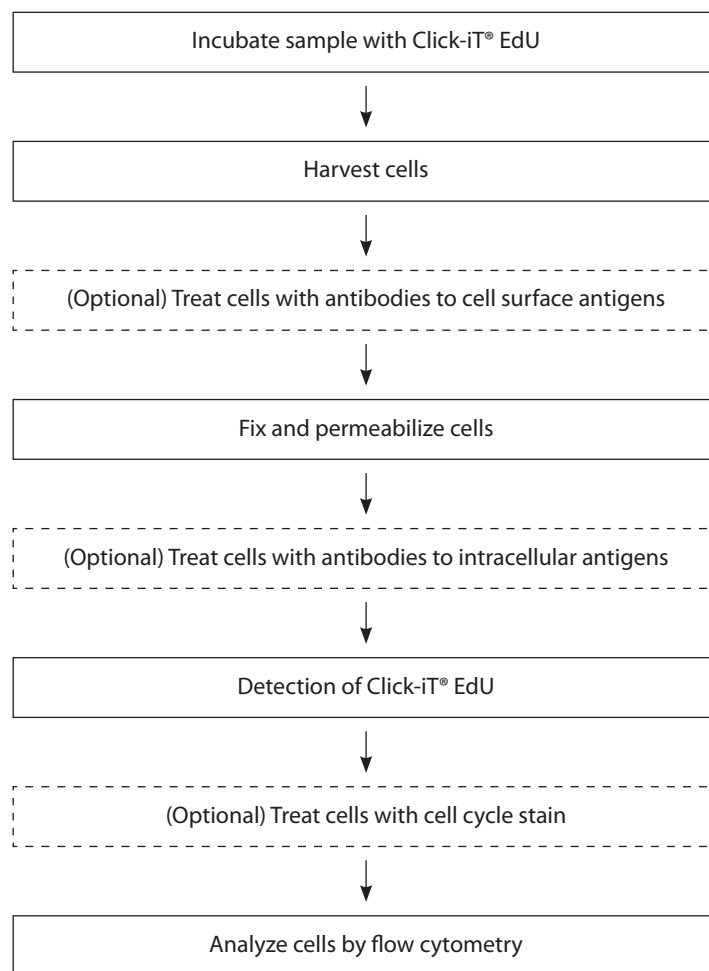 Incubate sample with Click-iT® EdU
Harvest cells
(Optional) Treat cells with antibodies to cell surface antigens
Fix and permeabilize cells
(Optional) Treat cells with antibodies to intracellular antigens
Detection of Click-iT® EdU
(Optional) Treat cells with cell cycle stain
Analyze cells by flow cytometry